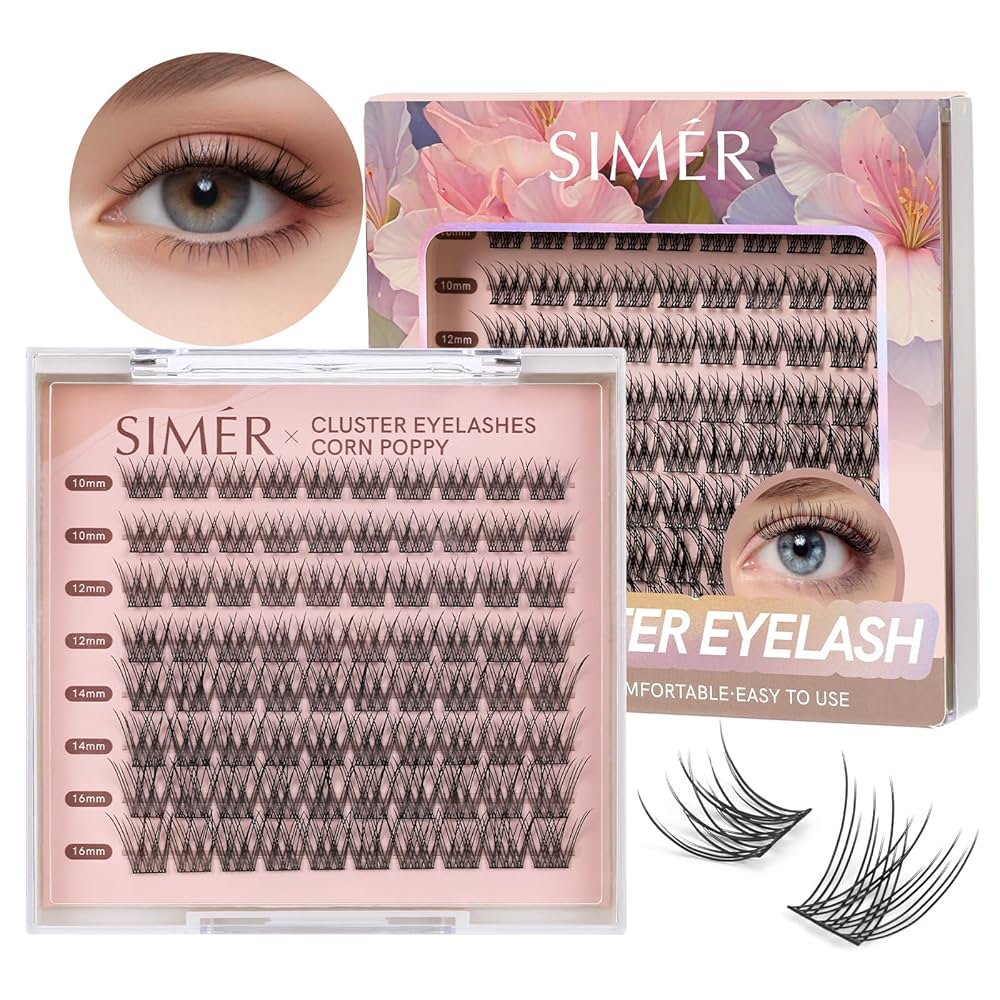 SIMÉR
10mm
12mm
TER EYELASH
MFORTABLE·EASY TO USE
SIMÉR × CLUSTER EYELASHES
CORN POPPY
10mm
10mm
12mm
12mm
14mm
14mm
16mm
16mm